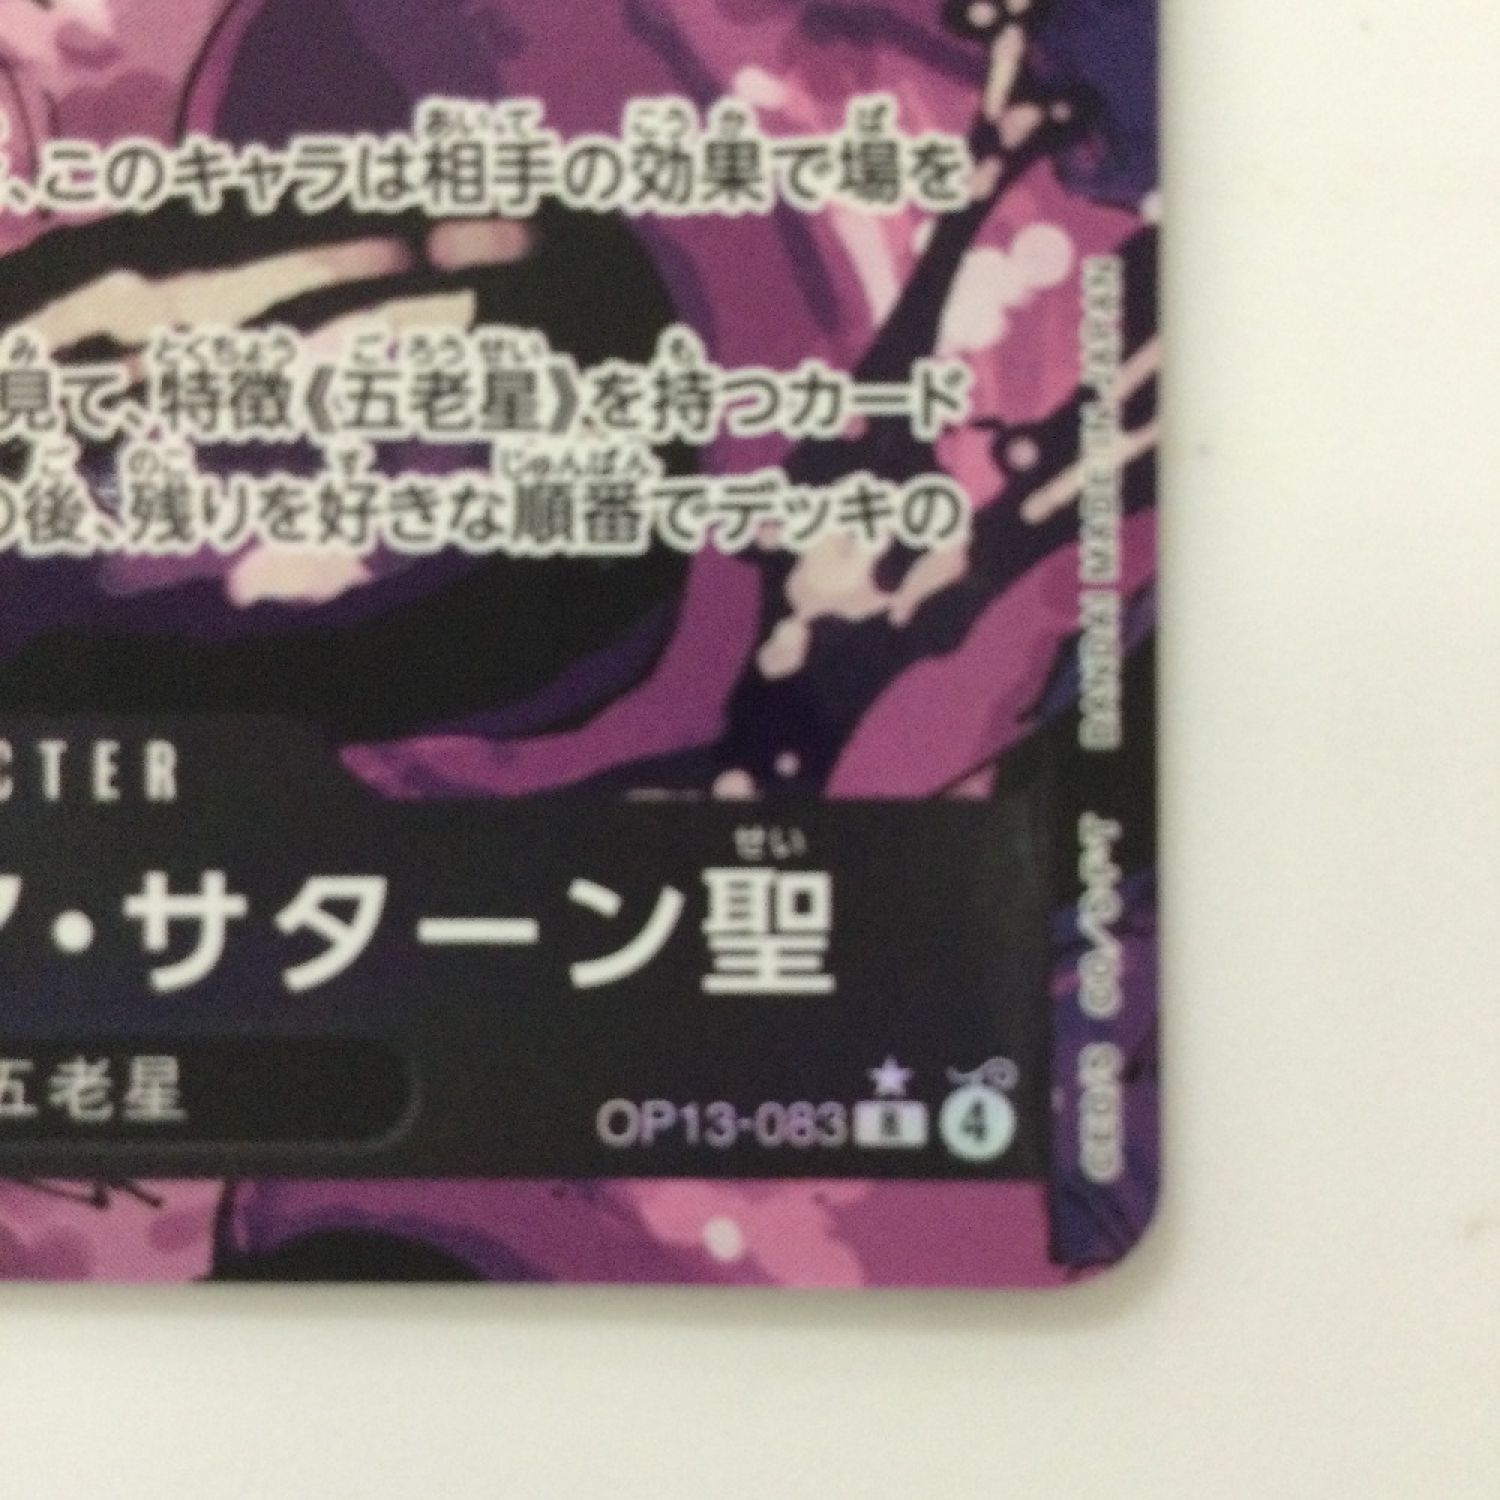 、このキャラは相手の効果で場を
見て、特徴《五老星》を持つカード
の後、残りを好きな順番でデッキの
CTER
ア・サターン聖
五老星
OP13-083 R 4
©E.O./S. ©O./S.,T,T BANDAI MADE IN JAPAN